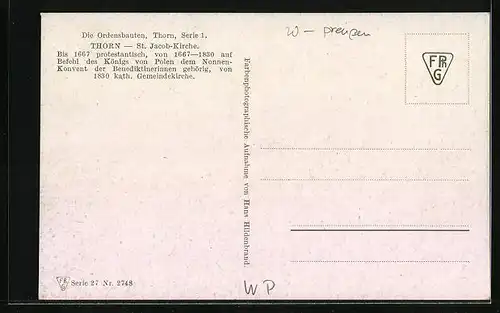 Die Ordensbauten, Thorn, Serie 1.
THORN — St. Jacob-Kirche.
Bis 1667 protestantisch, von 1667—1830 auf
Befehl des Königs von Polen dem Nonnen-
Konvent der Benediktinerinnen gehörig, von
1830 kath. Gemeindekirche.
Farbenphotographische Aufnahme von Hans Hildenbrand.
W - preußen
F Ph
G
Serie 27 Nr. 2748
WP